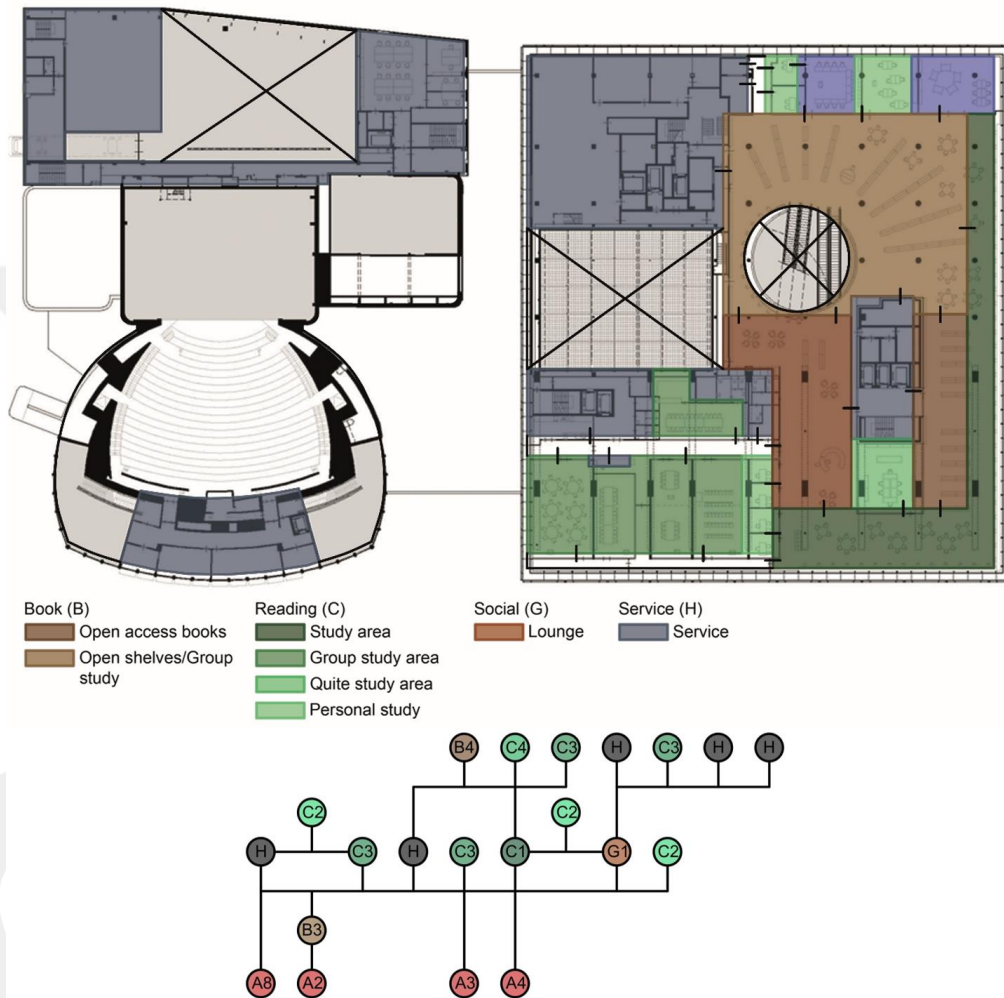 Book (B)
Open access books
Open shelves/Group
study
Reading (C)
Study area
Group study area
Quite study area
Personal study
Social (G)
Lounge
Service (H)
Service
B4 C4 C3 H C3 H H
C2 C2
H C3 H C3 C1 G1 C2
B3
A8 A2 A3 A4